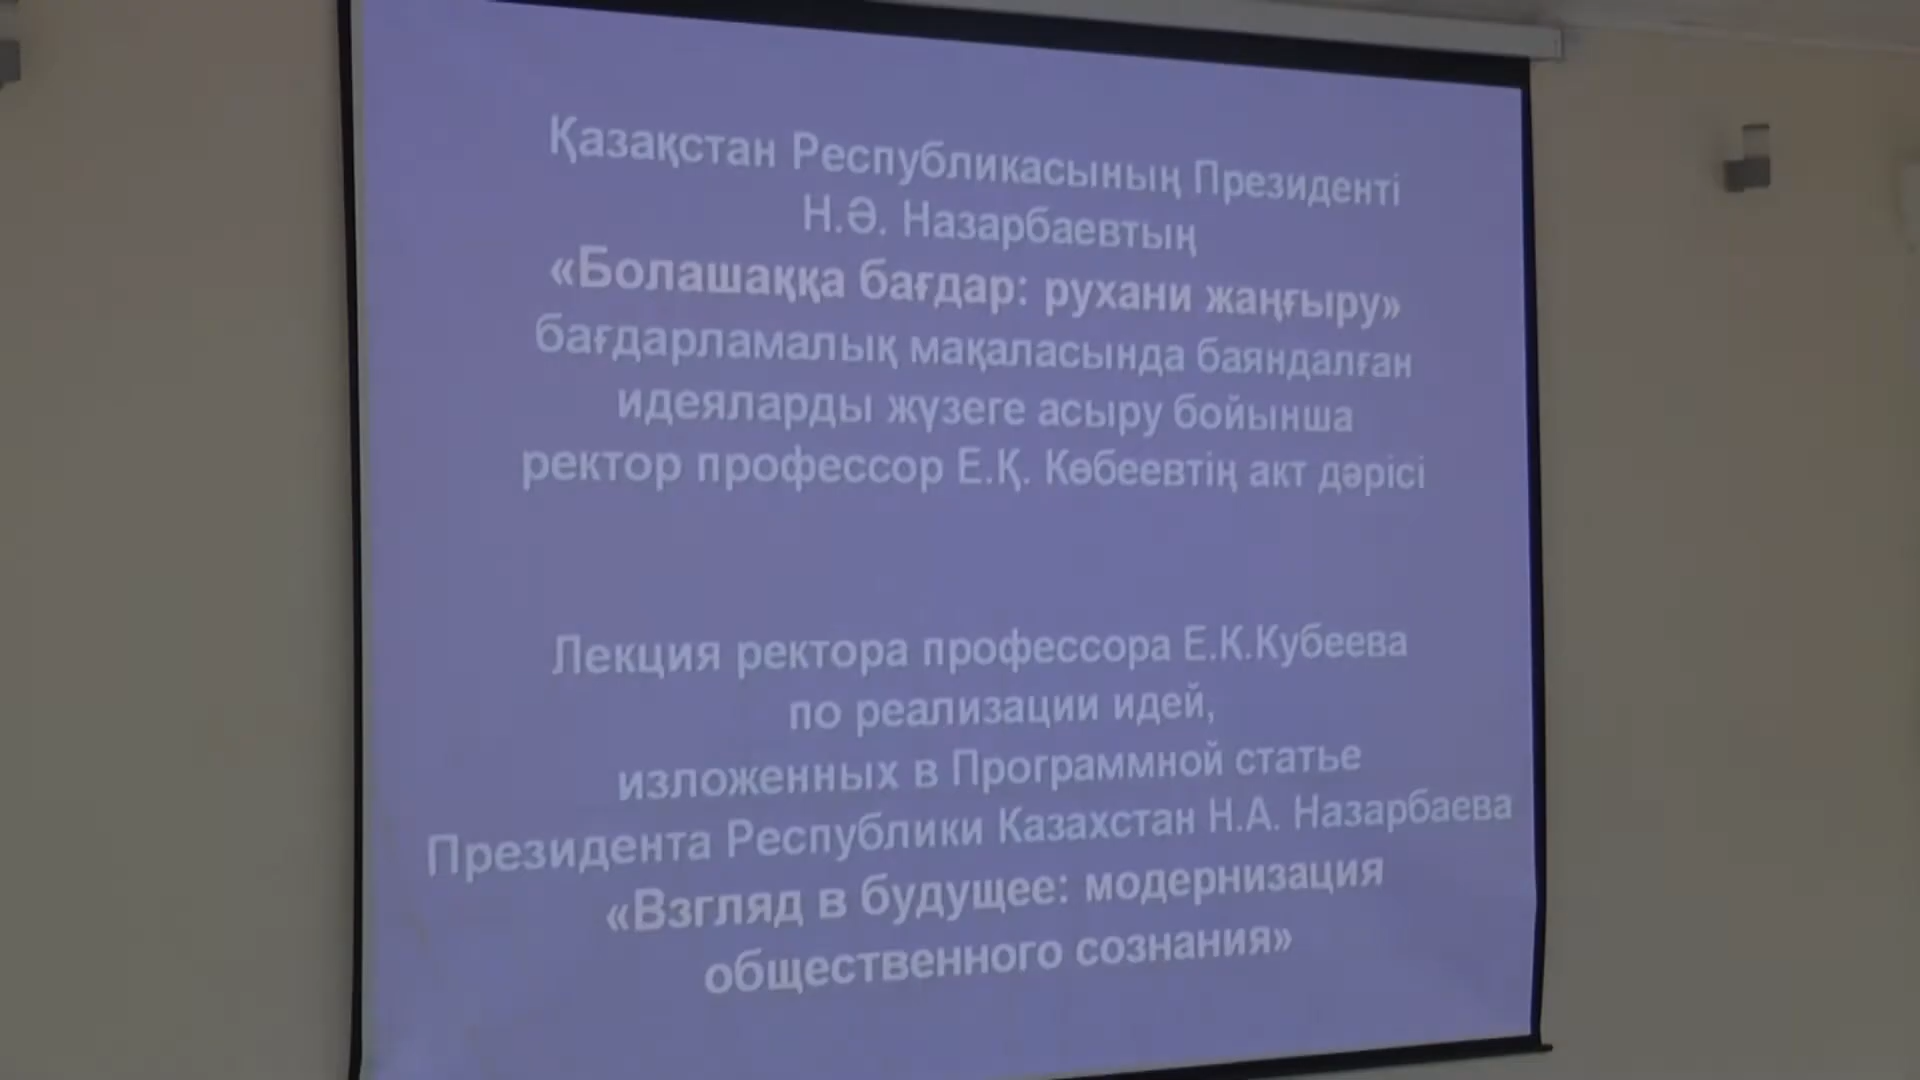 Қазақстан Республикасының Президенті
Н.Ә. Назарбаевтың
«Болашаққа бағдар: рухани жаңғыру»
бағдарламалық мақаласында баяндалған
идеяларды жүзеге асыру бойынша
ректор профессор Е.Қ. Көбеевтің акт дәрісі
Лекция ректора профессора Е.К.Кубеева
по реализации идей,
изложенных в Программной статье
Президента Республики Казахстан Н.А. Назарбаева
«Взгляд в будущее: модернизация
общественного сознания»